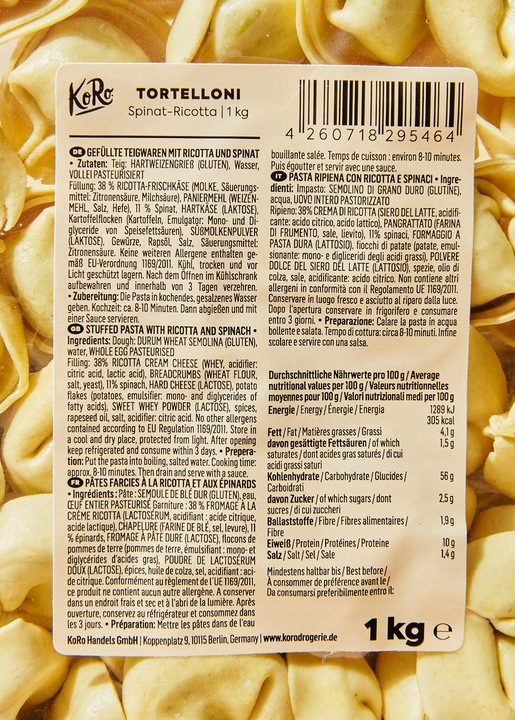 KoRo
TORTELLONI
Spinat-Ricotta | 1 kg
4 260718 295464
DE GEFÜLLTE TEIGWAREN MIT RICOTTA UND SPINAT
• Zutaten: Teig: HARTWEIZENGRIEß (GLUTEN), Wasser,
VOLLEI PASTEURISIERT
Füllung: 38 % RICOTTA-FRISCHKÄSE (MOLKE, Säuerungs-
mittel: Zitronensäure, Milchsäure), PANIERMEHL (WEIZEN-
MEHL, Salz, Hefe), 11 % Spinat, HARTKÄSE (LAKTOSE),
Kartoffelflocken (Kartoffeln, Emulgator: Mono- und Di-
glyceride von Speisefettsäuren), SÜßMOLKENPULVER
(LAKTOSE), Gewürze, Rapsöl, Salz, Säuerungsmittel:
Zitronensäure. Keine weiteren Allergene enthalten ge-
mäß EU-Verordnung 1169/2011. Kühl, trocken und vor
Licht geschützt lagern. Nach dem Öffnen im Kühlschrank
aufbewahren und innerhalb von 3 Tagen verzehren.
• Zubereitung: Die Pasta in kochendes, gesalzenes Wasser
geben. Kochzeit: ca. 8-10 Minuten. Dann abgießen und mit
einer Sauce servieren.
GB STUFFED PASTA WITH RICOTTA AND SPINACH •
Ingredients: Dough: DURUM WHEAT SEMOLINA (GLUTEN),
water, WHOLE EGG PASTEURISED
Filling: 38% RICOTTA CREAM CHEESE (WHEY, acidifier:
citric acid, lactic acid), BREADCRUMBS (WHEAT FLOUR,
salt, yeast), 11% spinach, HARD CHEESE (LACTOSE), potato
flakes (potatoes, emulsifier: mono- and diglycerides of
fatty acids), SWEET WHEY POWDER (LACTOSE), spices,
rapeseed oil, salt, acidifier: citric acid. No other allergens
contained according to EU Regulation 1169/2011. Store in
a cool and dry place, protected from light. After opening
keep refrigerated and consume within 3 days. • Prepera-
tion: Put the pasta into boiling, salted water. Cooking time:
approx. 8-10 minutes. Then drain and serve with a sauce.
FR PÂTES FARCIES À LA RICOTTA ET AUX ÉPINARDS
• Ingrédients : Pâte : SEMOULE DE BLÉ DUR (GLUTEN), eau,
ŒUF ENTIER PASTEURISÉ Garniture : 38 % FROMAGE À LA
CRÈME RICOTTA (LACTOSÉRUM, acidifiant : acide citrique,
acide lactique), CHAPELURE (FARINE DE BLÉ, sel, levure), 11
% épinards, FROMAGE À PÂTE DURE (LACTOSE), flocons de
pommes de terre (pommes de terre, émulsifiant : mono- et
diglycérides d'acides gras), POUDRE DE LACTOSÉRUM
DOUX (LACTOSE), épices, huile de colza, sel, acidifiant : aci-
de citrique. Conformément au règlement de l'UE 1169/2011,
ce produit ne contient aucun autre allergène. A conserver
dans un endroit frais et sec et à l'abri de la lumière. Après
ouverture, conservez au réfrigérateur et consommez dans
les 3 jours. • Préparation: Mettre les pâtes dans de l'eau
bouillante salée. Temps de cuisson : environ 8-10 minutes.
Puis égoutter et servir avec de la sauce.
IT PASTA RIPIENA CON RICOTTA E SPINACI • Ingre-
dienti: Impasto: SEMOLINO DI GRANO DURO (GLUTINE),
acqua, UOVO INTERO PASTORIZZATO
Ripieno: 38% CREMA DI RICOTTA (SIERO DEL LATTE, acidifi-
cante: acido citrico, acido lattico), PANGRATTATO (FARINA
DI FRUMENTO, sale, lievito), 11% spinaci, FORMAGGIO A
PASTA DURA (LATTOSIO), fiocchi di patate (patate, emul-
sionante: mono- e digliceridi degli acidi grassi), POLVERE
DOLCE DEL SIERO DEL LATTE (LATTOSIO), spezie, olio di
colza, sale, acidificante: acido citrico. Non contiene altri
allergeni in conformità con il Regolamento UE 1169/2011.
Conservare in luogo fresco e asciutto al riparo dalla luce.
Dopo l'apertura conservare in frigorifero e consumare
entro 3 giorni. • Preparazione: Calare la pasta in acqua
bollente e salata. Tempo di cottura: circa 8-10 minuti. Infine
scolare e servire con una salsa.
Durchschnittliche Nährwerte pro 100 g / Average
nutritional values per 100 g / Valeurs nutritionnelles
moyennes pour 100 g / Valori nutrizionali medi per 100 g
Energie / Energy / Énergie / Energia 1289 kJ
305 kcal
Fett / Fat / Matières grasses / Grassi 4,1 g
davon gesättigte Fettsäuren / of which 1,5 g
saturates / dont acides gras saturés / di cui
acidi grassi saturi
Kohlenhydrate / Carbohydrate / Glucides / 56 g
Carboidrati
davon Zucker / of which sugars / dont 2,5 g
sucres / di cui zuccheri
Ballaststoffe / Fibre / Fibres alimentaires / 1,9 g
Fibre
Eiweiß / Protein / Protéines / Proteine 10 g
Salz / Salt / Sel / Sale 1,4 g
Mindestens haltbar bis / Best before /
À consommer de préférence avant le /
Da consumarsi preferibilmente entro il:
KoRo Handels GmbH | Koppenplatz 9, 10115 Berlin, Germany | www.korodrogerie.de
1 kg e